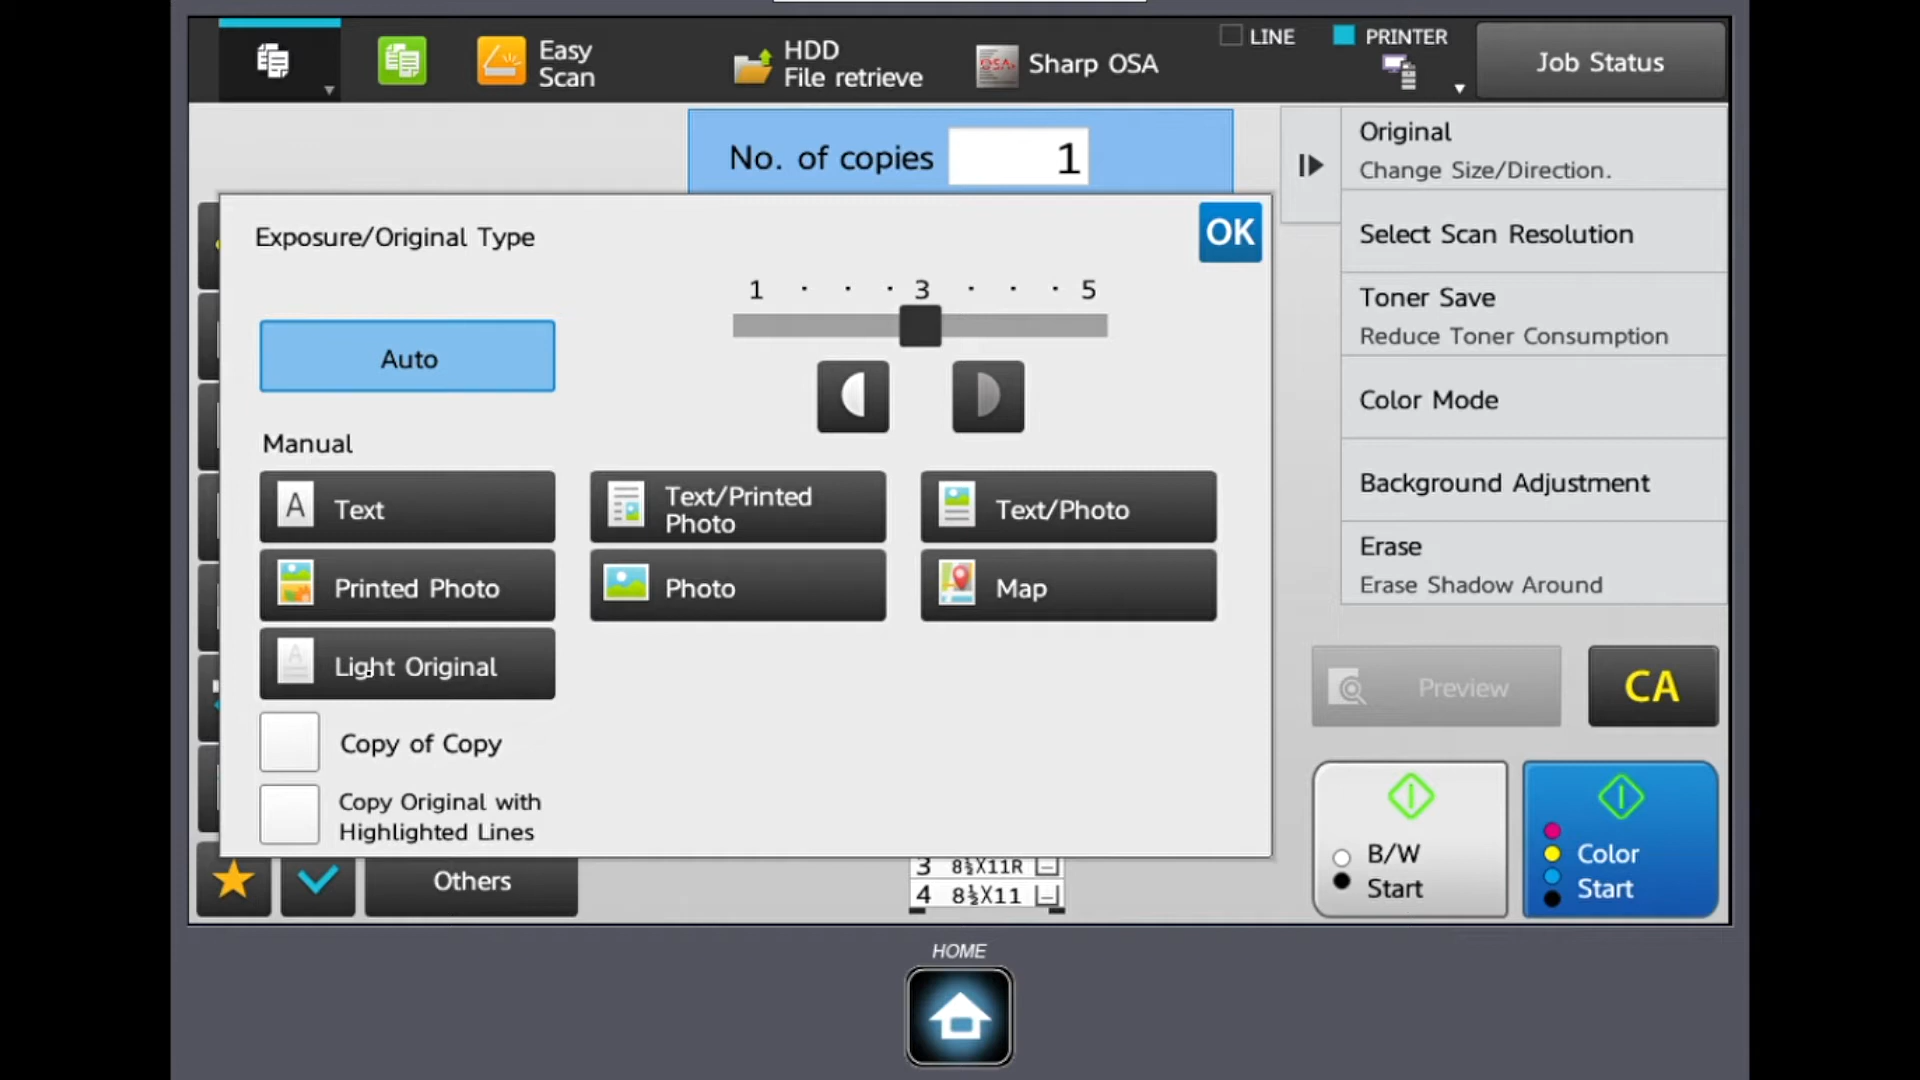 Easy
Scan
HDD
File retrieve
OSA
Sharp OSA
LINE
PRINTER
Job Status
No. of copies 1
Original
Change Size/Direction.
Select Scan Resolution
Toner Save
Reduce Toner Consumption
Color Mode
Background Adjustment
Erase
Erase Shadow Around
Exposure/Original Type
OK
1 · · · 3 · · · 5
Auto
Manual
A Text
Text/Printed
Photo
Text/Photo
Printed Photo
Photo
Map
A Light Original
Copy of Copy
Copy Original with
Highlighted Lines
Preview
CA
B/W
Start
Color
Start
Others
3 8½X11R
4 8½X11
HOME